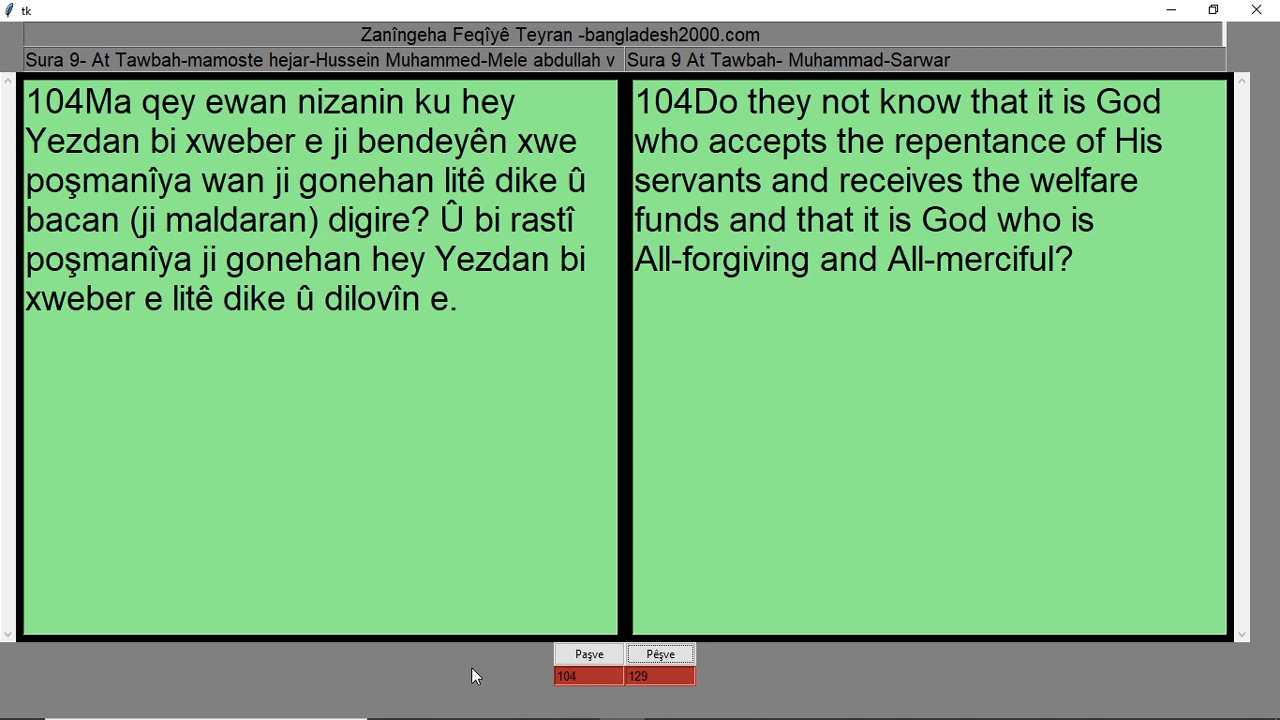 tk
Zanîngeha Feqîyê Teyran -bangladesh2000.com
Sura 9- At Tawbah-mamoste hejar-Hussein Muhammed-Mele abdullah v
Sura 9 At Tawbah- Muhammad-Sarwar
104Ma qey ewan nizanin ku hey
Yezdan bi xweber e ji bendeyên xwe
poşmanîya wan ji gonehan litê dike û
bacan (ji maldaran) digire? Û bi rastî
poşmanîya ji gonehan hey Yezdan bi
xweber e litê dike û dilovîn e.
104Do they not know that it is God
who accepts the repentance of His
servants and receives the welfare
funds and that it is God who is
All-forgiving and All-merciful?
Paşve
Pêşve
104
129